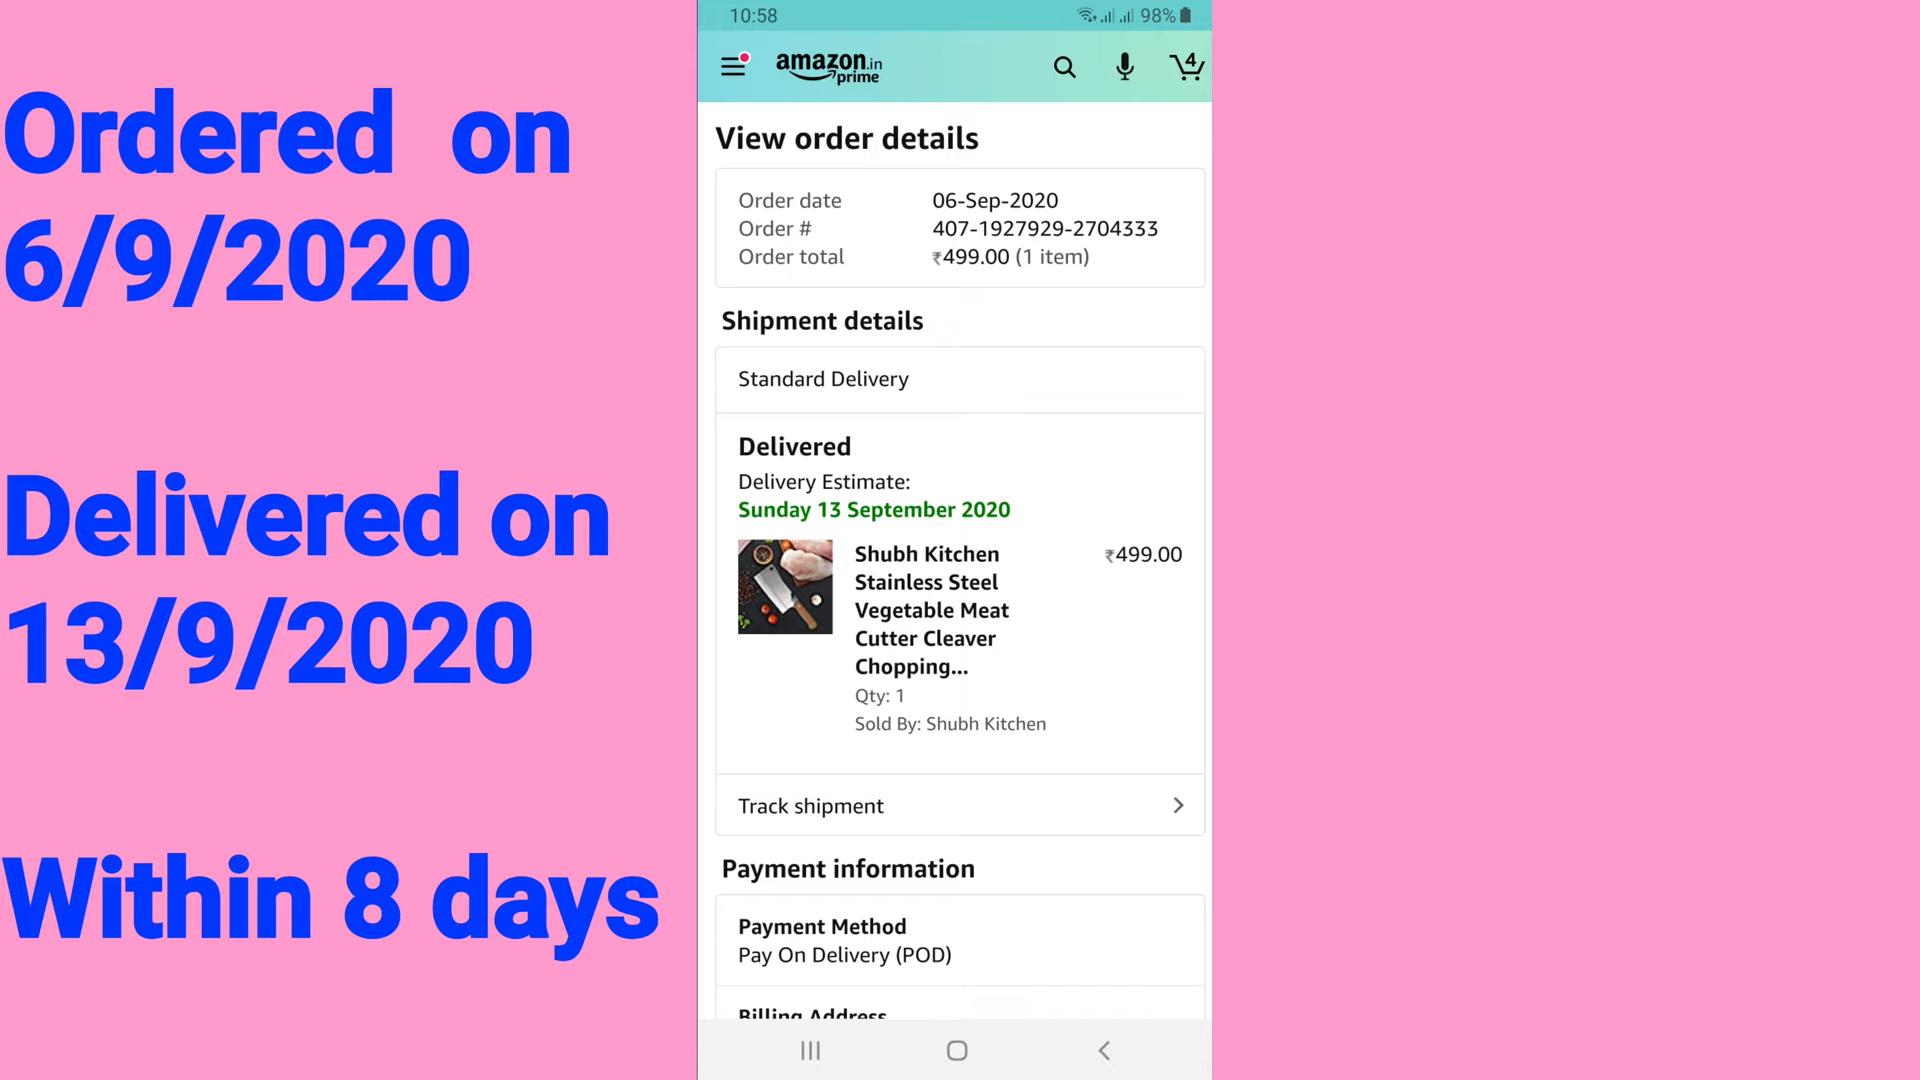 Ordered on
6/9/2020
Delivered on
13/9/2020
Within 8 days
10:58
98%
amazon.in
prime
4
View order details
Order date 06-Sep-2020
Order # 407-1927929-2704333
Order total ₹499.00 (1 item)
Shipment details
Standard Delivery
Delivered
Delivery Estimate:
Sunday 13 September 2020
Shubh Kitchen ₹499.00
Stainless Steel
Vegetable Meat
Cutter Cleaver
Chopping...
Qty: 1
Sold By: Shubh Kitchen
Track shipment
Payment information
Payment Method
Pay On Delivery (POD)
Billing Address